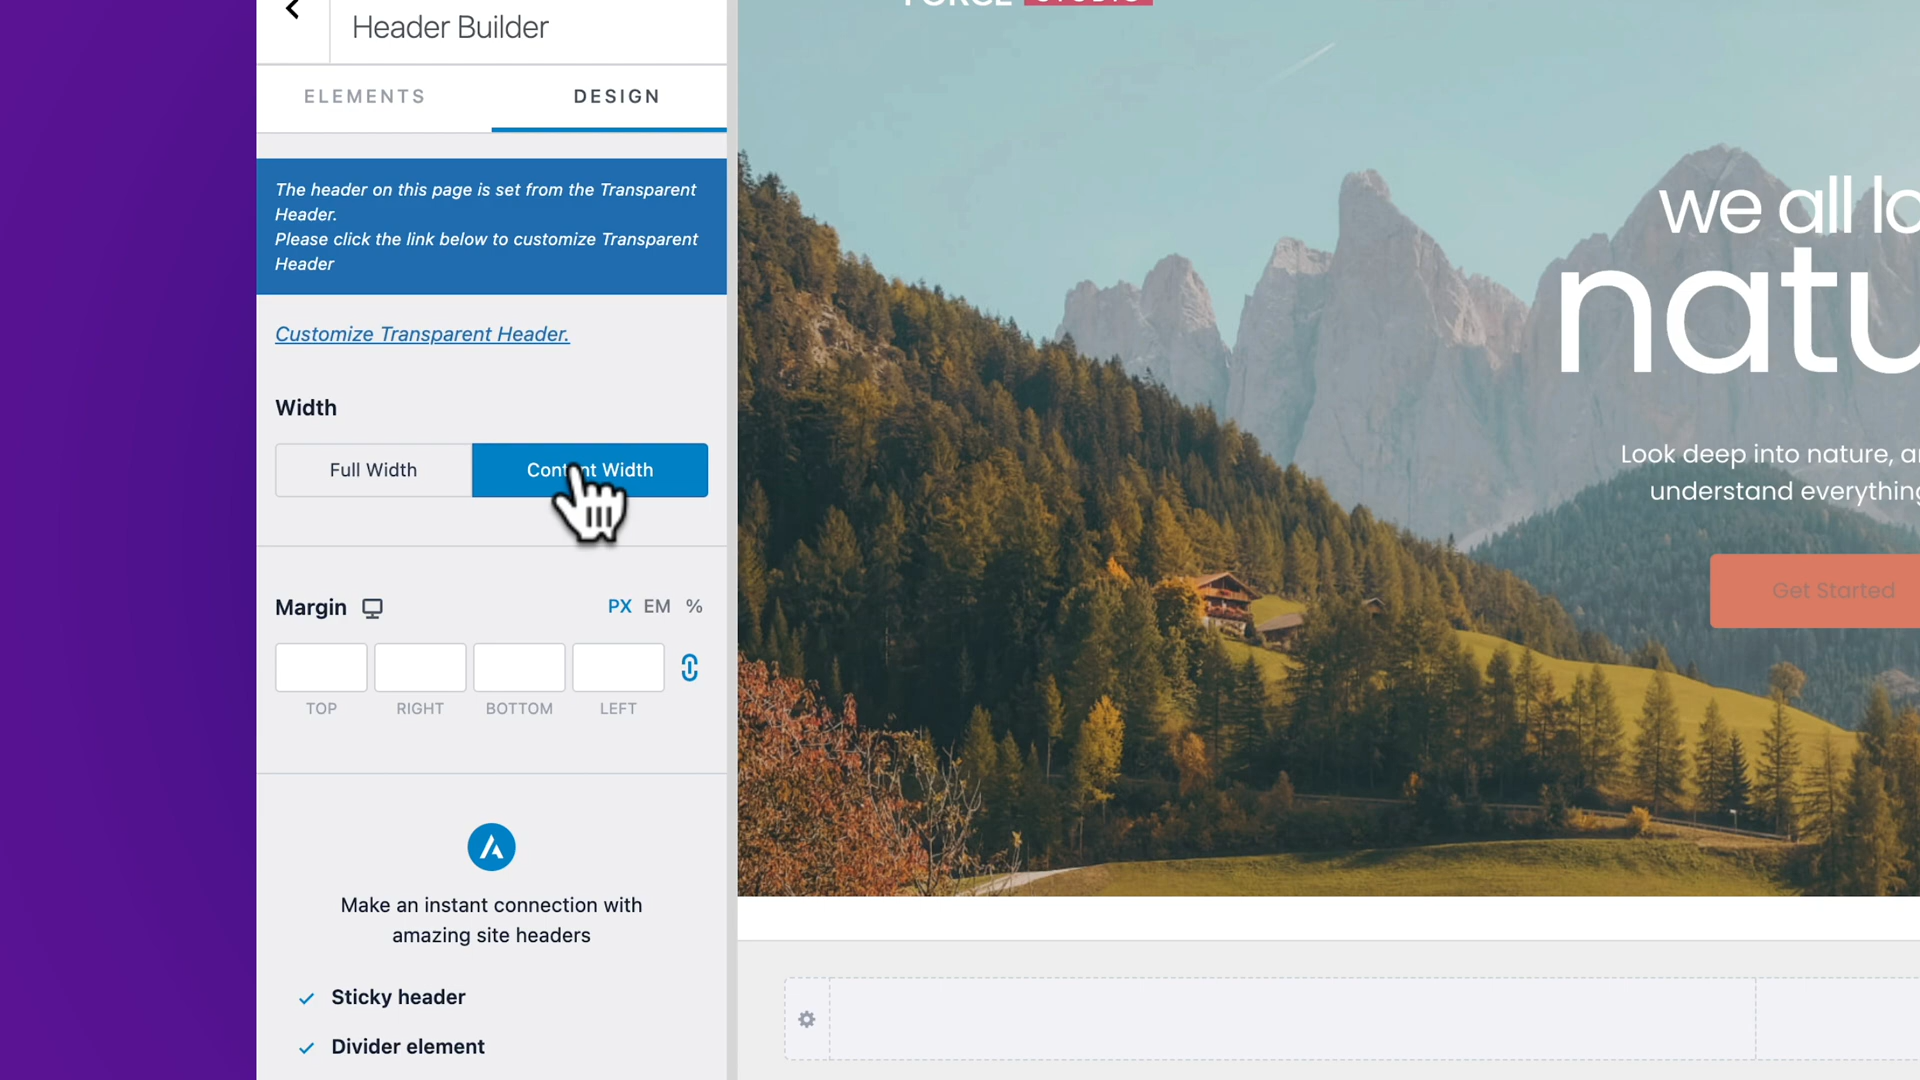 Header Builder
ELEMENTS DESIGN
The header on this page is set from the Transparent
Header.
Please click the link below to customize Transparent
Header
Customize Transparent Header.
Width
Full Width Content Width
Margin PX EM %
TOP RIGHT BOTTOM LEFT
Make an instant connection with
amazing site headers
Sticky header
Divider element
we all lo
natu
Look deep into nature, a
understand everything
Get Started